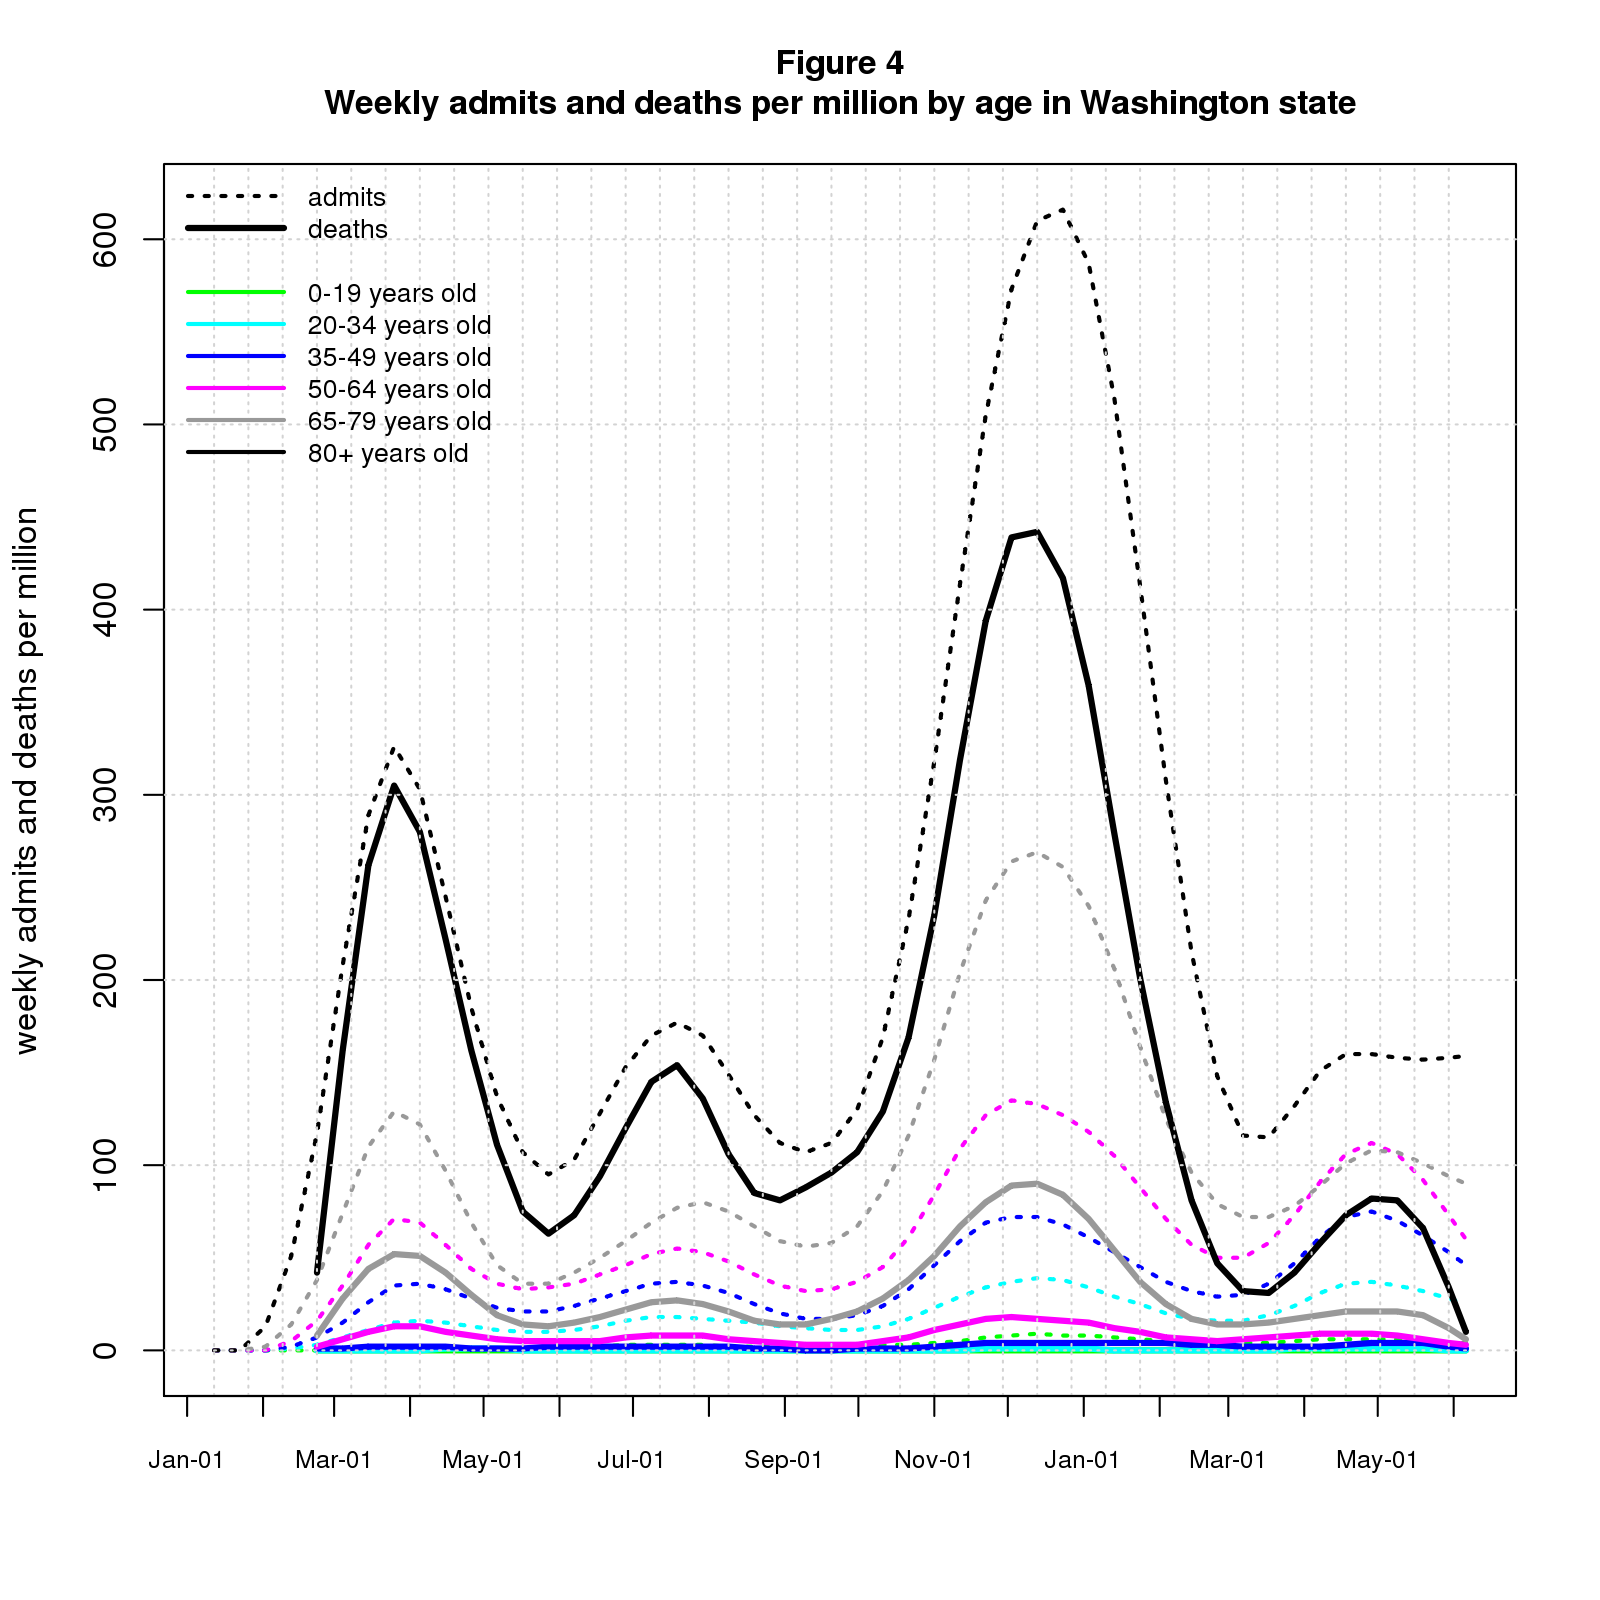 Figure 4
Weekly admits and deaths per million by age in Washington state
admits
deaths
0-19 years old
20-34 years old
35-49 years old
50-64 years old
65-79 years old
80+ years old
weekly admits and deaths per million
600
500
400
300
200
100
0
Jan-01 Mar-01 May-01 Jul-01 Sep-01 Nov-01 Jan-01 Mar-01 May-01